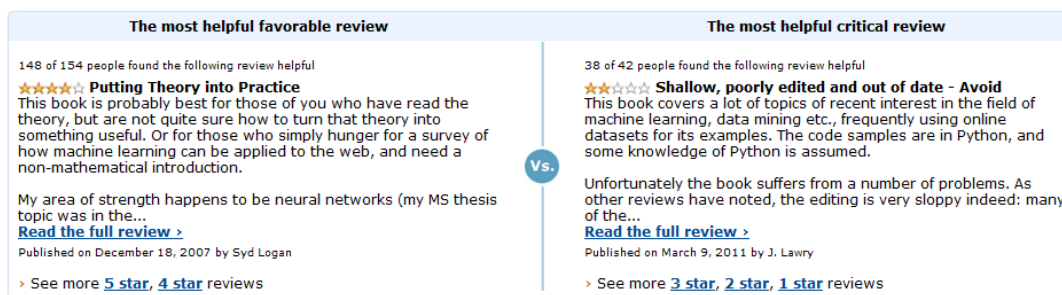 The most helpful favorable review
148 of 154 people found the following review helpful
Putting Theory into Practice
This book is probably best for those of you who have read the
theory, but are not quite sure how to turn that theory into
something useful. Or for those who simply hunger for a survey of
how machine learning can be applied to the web, and need a
non-mathematical introduction.
My area of strength happens to be neural networks (my MS thesis
topic was in the...
Read the full review ›
Published on December 18, 2007 by Syd Logan
› See more 5 star, 4 star reviews
Vs.
The most helpful critical review
38 of 42 people found the following review helpful
Shallow, poorly edited and out of date - Avoid
This book covers a lot of topics of recent interest in the field of
machine learning, data mining etc., frequently using online
datasets for its examples. The code samples are in Python, and
some knowledge of Python is assumed.
Unfortunately the book suffers from a number of problems. As
other reviews have noted, the editing is very sloppy indeed: many
of the...
Read the full review ›
Published on March 9, 2011 by J. Lawry
› See more 3 star, 2 star, 1 star reviews